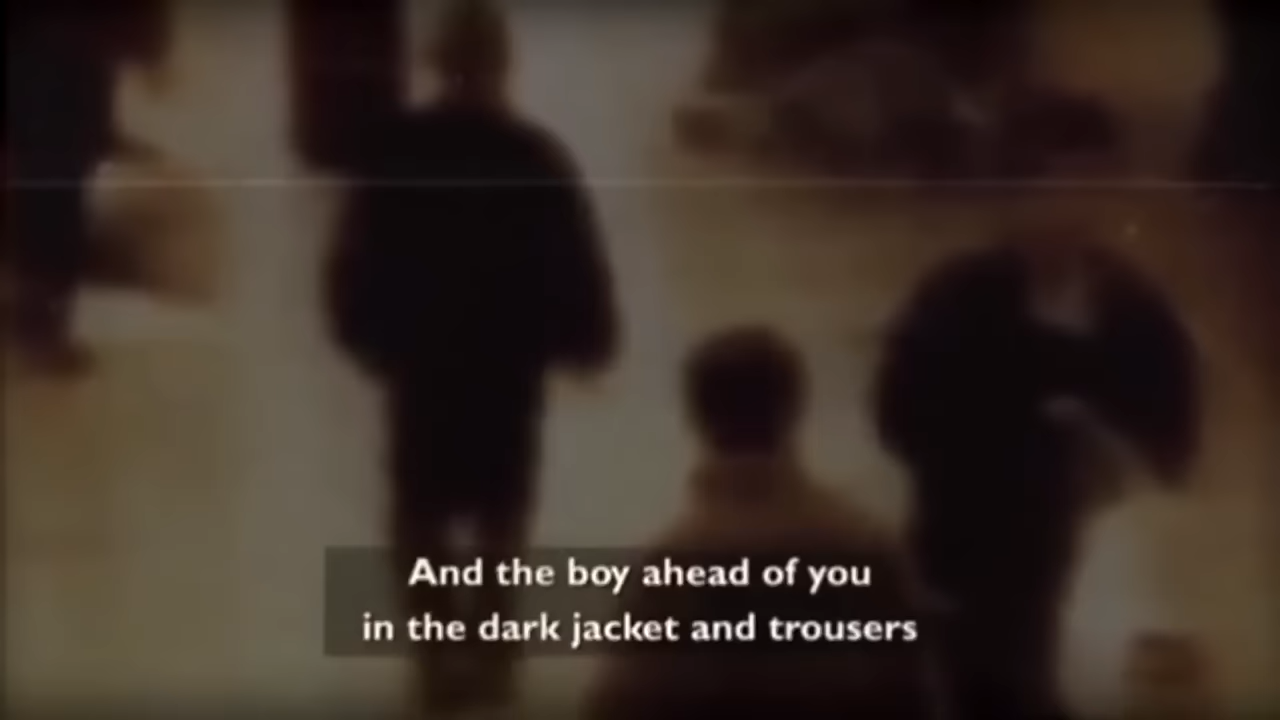 And the boy ahead of you
in the dark jacket and trousers